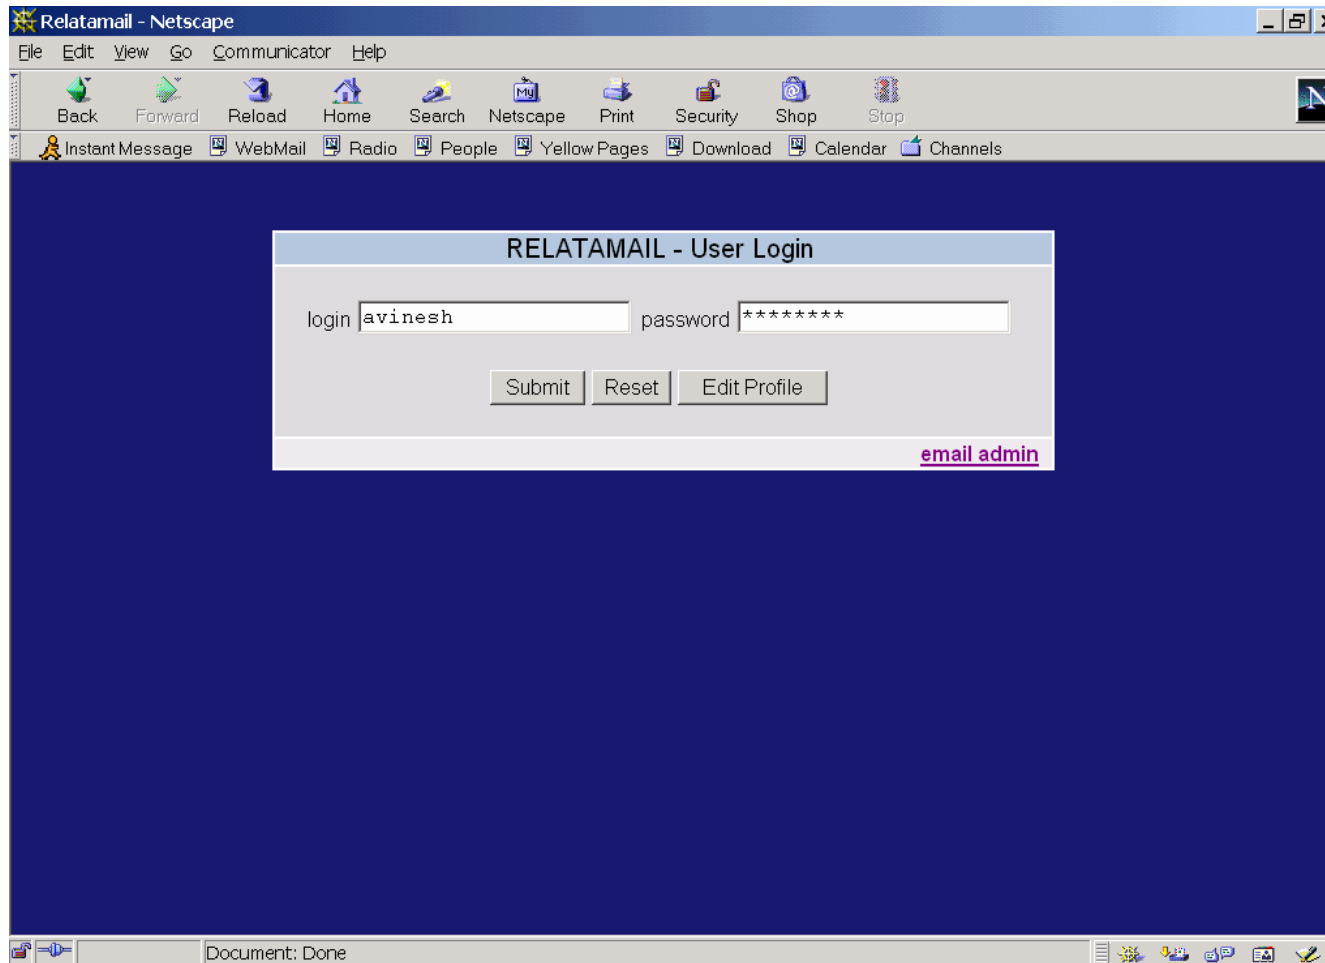 Relatamail - Netscape
File Edit View Go Communicator Help
Back Forward Reload Home Search Netscape Print Security Shop Stop
Instant Message WebMail Radio People Yellow Pages Download Calendar Channels
RELATAMAIL - User Login
login avinesh password ********
Submit Reset Edit Profile
email admin
Document: Done